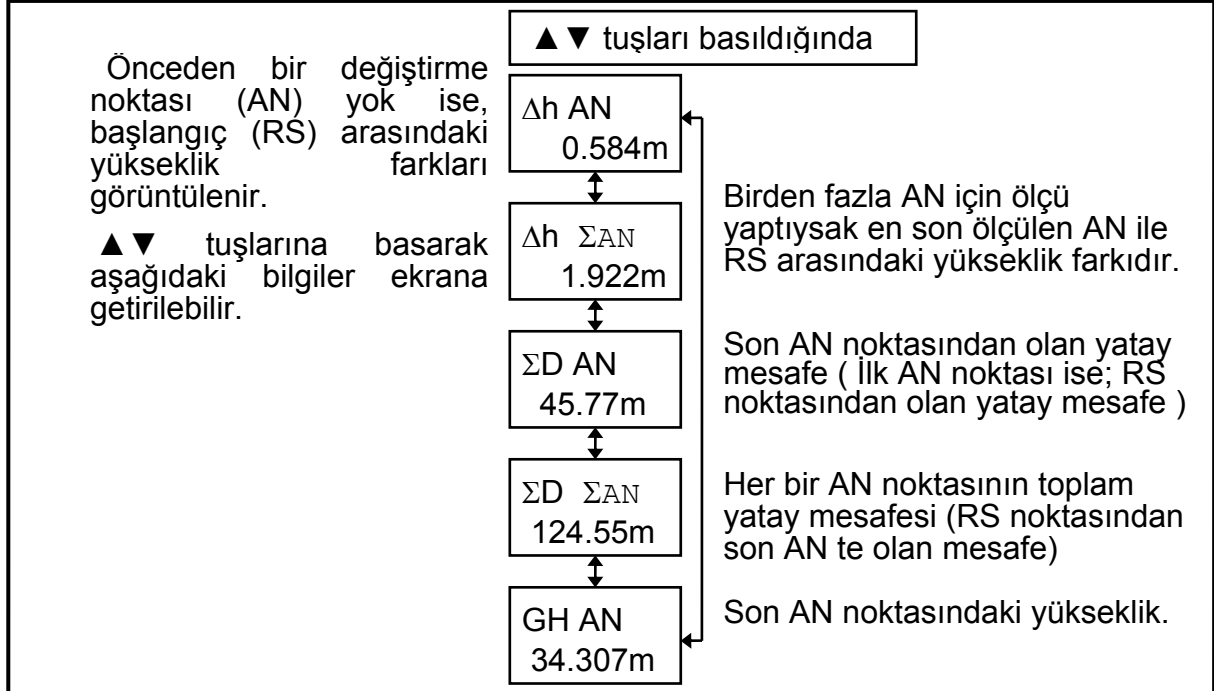 ▲▼ tuşları basıldığında
Önceden bir değiştirme
noktası (AN) yok ise,
başlangıç (RS) arasındaki
yükseklik farkları
görüntülenir.
▲▼ tuşlarına basarak
aşağıdaki bilgiler ekrana
getirilebilir.
∆h AN
0.584m
∆h ΣAN
1.922m
Birden fazla AN için ölçü
yaptıysak en son ölçülen AN ile
RS arasındaki yükseklik farkıdır.
ΣD AN
45.77m
Son AN noktasından olan yatay
mesafe ( İlk AN noktası ise; RS
noktasından olan yatay mesafe )
ΣD ΣAN
124.55m
Her bir AN noktasının toplam
yatay mesafesi (RS noktasından
son AN te olan mesafe)
GH AN
34.307m
Son AN noktasındaki yükseklik.